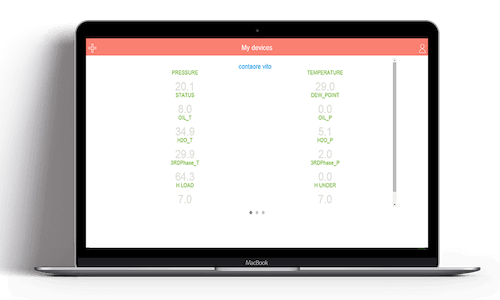 My devices
contaore vito
PRESSURE TEMPERATURE
20.1 29.0
STATUS DEW_POINT
8.0 0.0
OIL_T OIL_P
34.9 5.1
H2O_T H2O_P
29.9 2.0
3RDPhase_T 3RDPhase_P
64.3 0.0
H LOAD H UNDER
7.0 7.0
MacBook